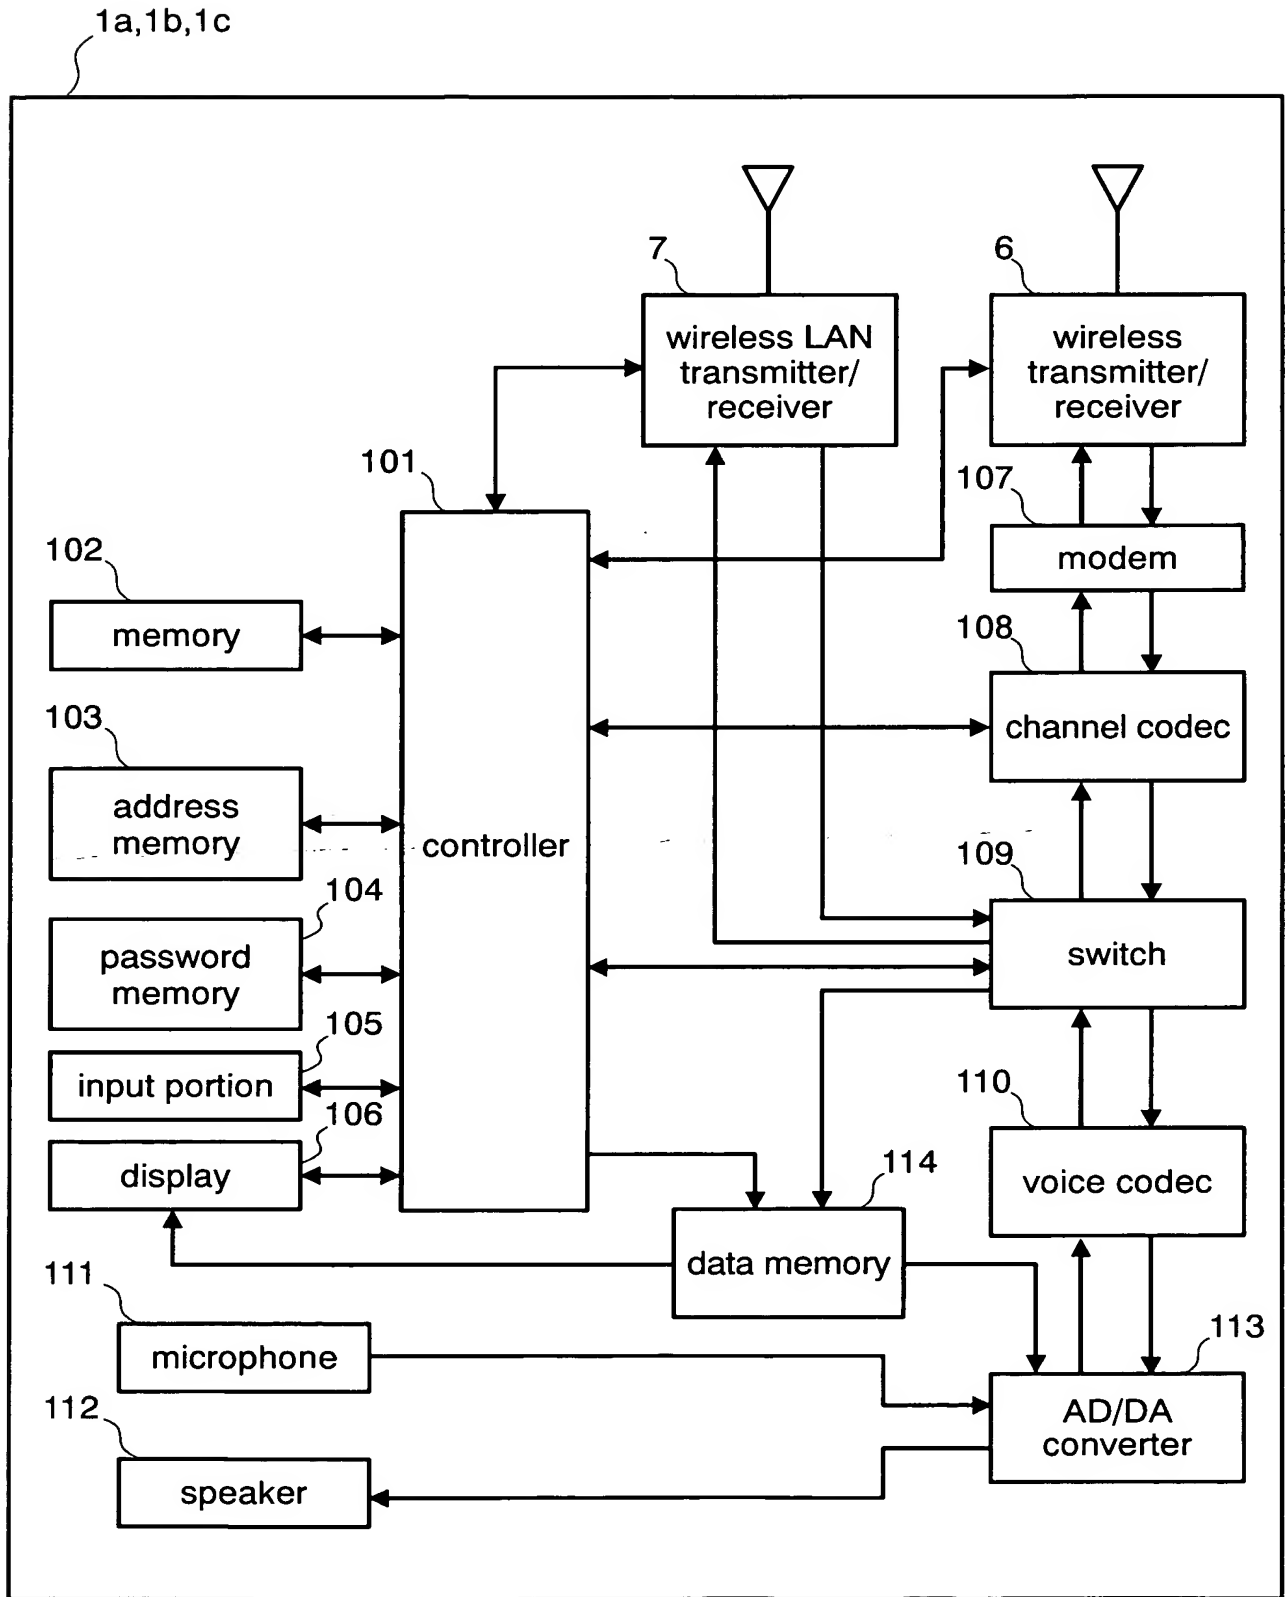 1a,1b,1c
7
6
wireless LAN
transmitter/
receiver
wireless
transmitter/
receiver
101
107
modem
102
memory
108
channel codec
103
address
memory
controller
109
switch
104
password
memory
105
input portion
106
display
110
voice codec
114
data memory
111
microphone
113
AD/DA
converter
112
speaker